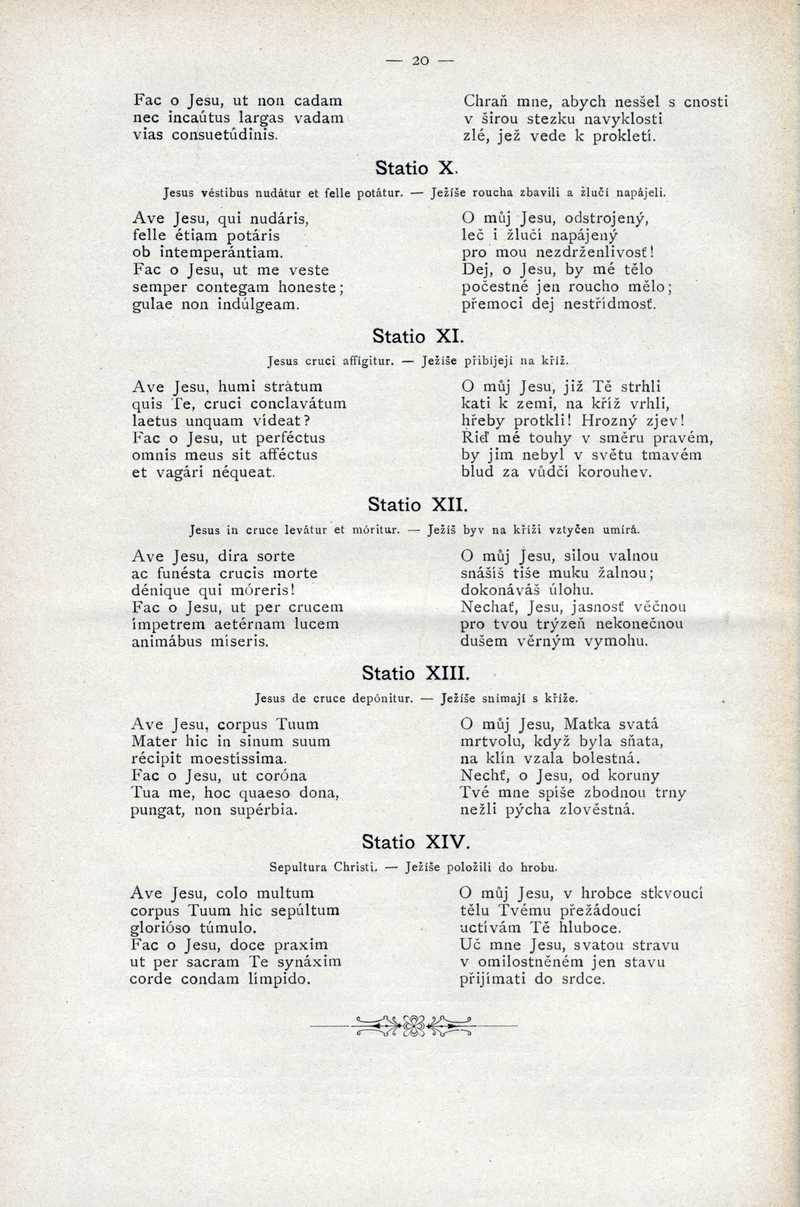 — 20 —
Fac o Jesu, ut non cadam
nec incaútus largas vadam
vias consuetúdinis.
Chraň mne, abych nesšel s cnosti
v širou stezku navyklosti
zlé, jež vede k prokletí.
Statio X.
Jesus véstibus nudátur et felle potátur. — Ježíše roucha zbavili a žlučí napájeli.
Ave Jesu, qui nudáris,
felle étiam potáris
ob intemperántiam.
Fac o Jesu, ut me veste
semper contegam honeste;
gulae non indúlgeam.
O můj Jesu, odstrojený,
leč i žlučí napájený
pro mou nezdrženlivosť!
Dej, o Jesu, by mé tělo
počestné jen roucho mělo;
přemoci dej nestřídmosť.
Statio XI.
Jesus cruci affígitur. — Ježíše přibíjejí na kříž.
Ave Jesu, humi strátum
quis Te, cruci conclavátum
laetus unquam vídeat?
Fac o Jesu, ut perféctus
omnis meus sit afféctus
et vagári néqueat.
O můj Jesu, již Tě strhli
kati k zemi, na kříž vrhli,
hřeby protkli! Hrozný zjev!
Řiď mé touhy v směru pravém,
by jim nebyl v světu tmavém
blud za vůdčí korouhev.
Statio XII.
Jesus in cruce levátur et móritur. — Ježíš byv na kříži vztyčen umírá.
Ave Jesu, dira sorte
ac funésta crucis morte
dénique qui móreris!
Fac o Jesu, ut per crucem
ímpetrem aetérnam lucem
animábus míseris.
O můj Jesu, silou valnou
snášíš tiše muku žalnou;
dokonáváš úlohu.
Nechať, Jesu, jasnosť věčnou
pro tvou trýzeň nekonečnou
dušem věrným vymohu.
Statio XIII.
Jesus de cruce depónitur. — Ježíše snímají s kříže.
Ave Jesu, corpus Tuum
Mater hic in sinum suum
récipit moestíssima.
Fac o Jesu, ut coróna
Tua me, hoc quaeso dona,
pungat, non supérbia.
O můj Jesu, Matka svatá
mrtvolu, když byla sňata,
na klín vzala bolestná.
Nechť, o Jesu, od koruny
Tvé mne spíše zbodnou trny
nežli pýcha zlověstná.
Statio XIV.
Sepultura Christi. — Ježíše položili do hrobu.
Ave Jesu, colo multum
corpus Tuum hic sepúltum
glorióso túmulo.
Fac o Jesu, doce praxim
ut per sacram Te synáxim
corde condam límpido.
O můj Jesu, v hrobce stkvoucí
tělu Tvému přežádoucí
uctívám Tě hluboce.
Uč mne Jesu, svatou stravu
v omilostněném jen stavu
přijímati do srdce.